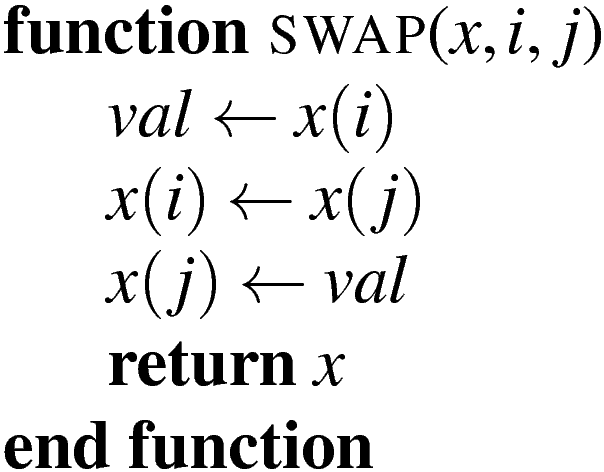 function SWAP(x, i, j)
val ← x(i)
x(i) ← x(j)
x(j) ← val
return x
end function